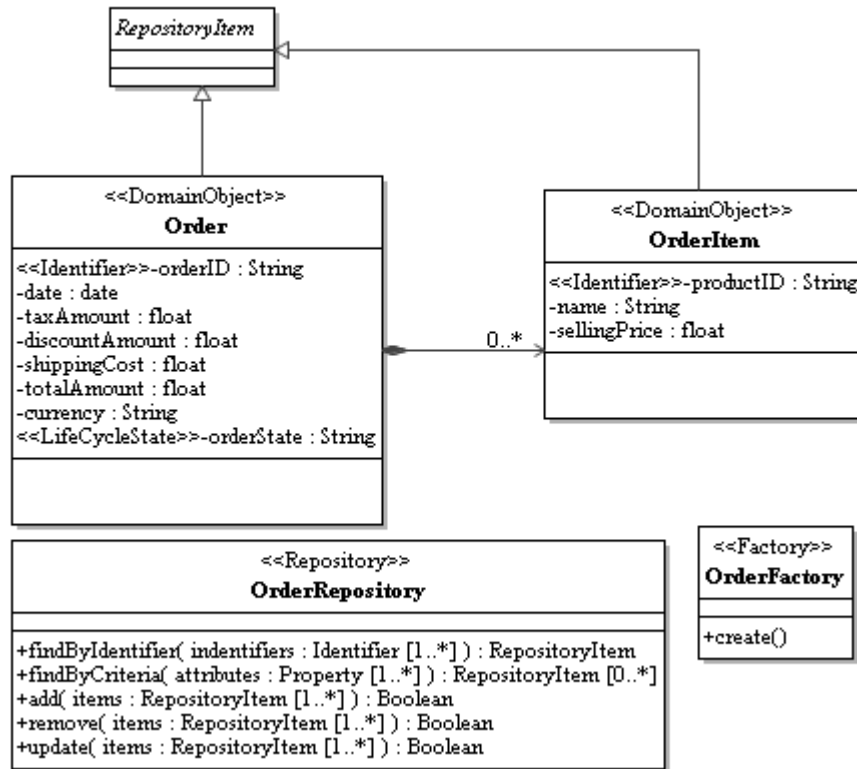 RepositoryItem
<<DomainObject>>
Order
<<Identifier>>-orderID : String
-date : date
-taxAmount : float
-discountAmount : float
-shippingCost : float
-totalAmount : float
-currency : String
<<LifeCycleState>>-orderState : String
0..*
<<DomainObject>>
OrderItem
<<Identifier>>-productID : String
-name : String
-sellingPrice : float
<<Repository>>
OrderRepository
+findByIdentifier( indentifiers : Identifier [1..*] ) : RepositoryItem
+findByCriteria( attributes : Property [1..*] ) : RepositoryItem [0..*]
+add( items : RepositoryItem [1..*] ) : Boolean
+remove( items : RepositoryItem [1..*] ) : Boolean
+update( items : RepositoryItem [1..*] ) : Boolean
<<Factory>>
OrderFactory
+create()